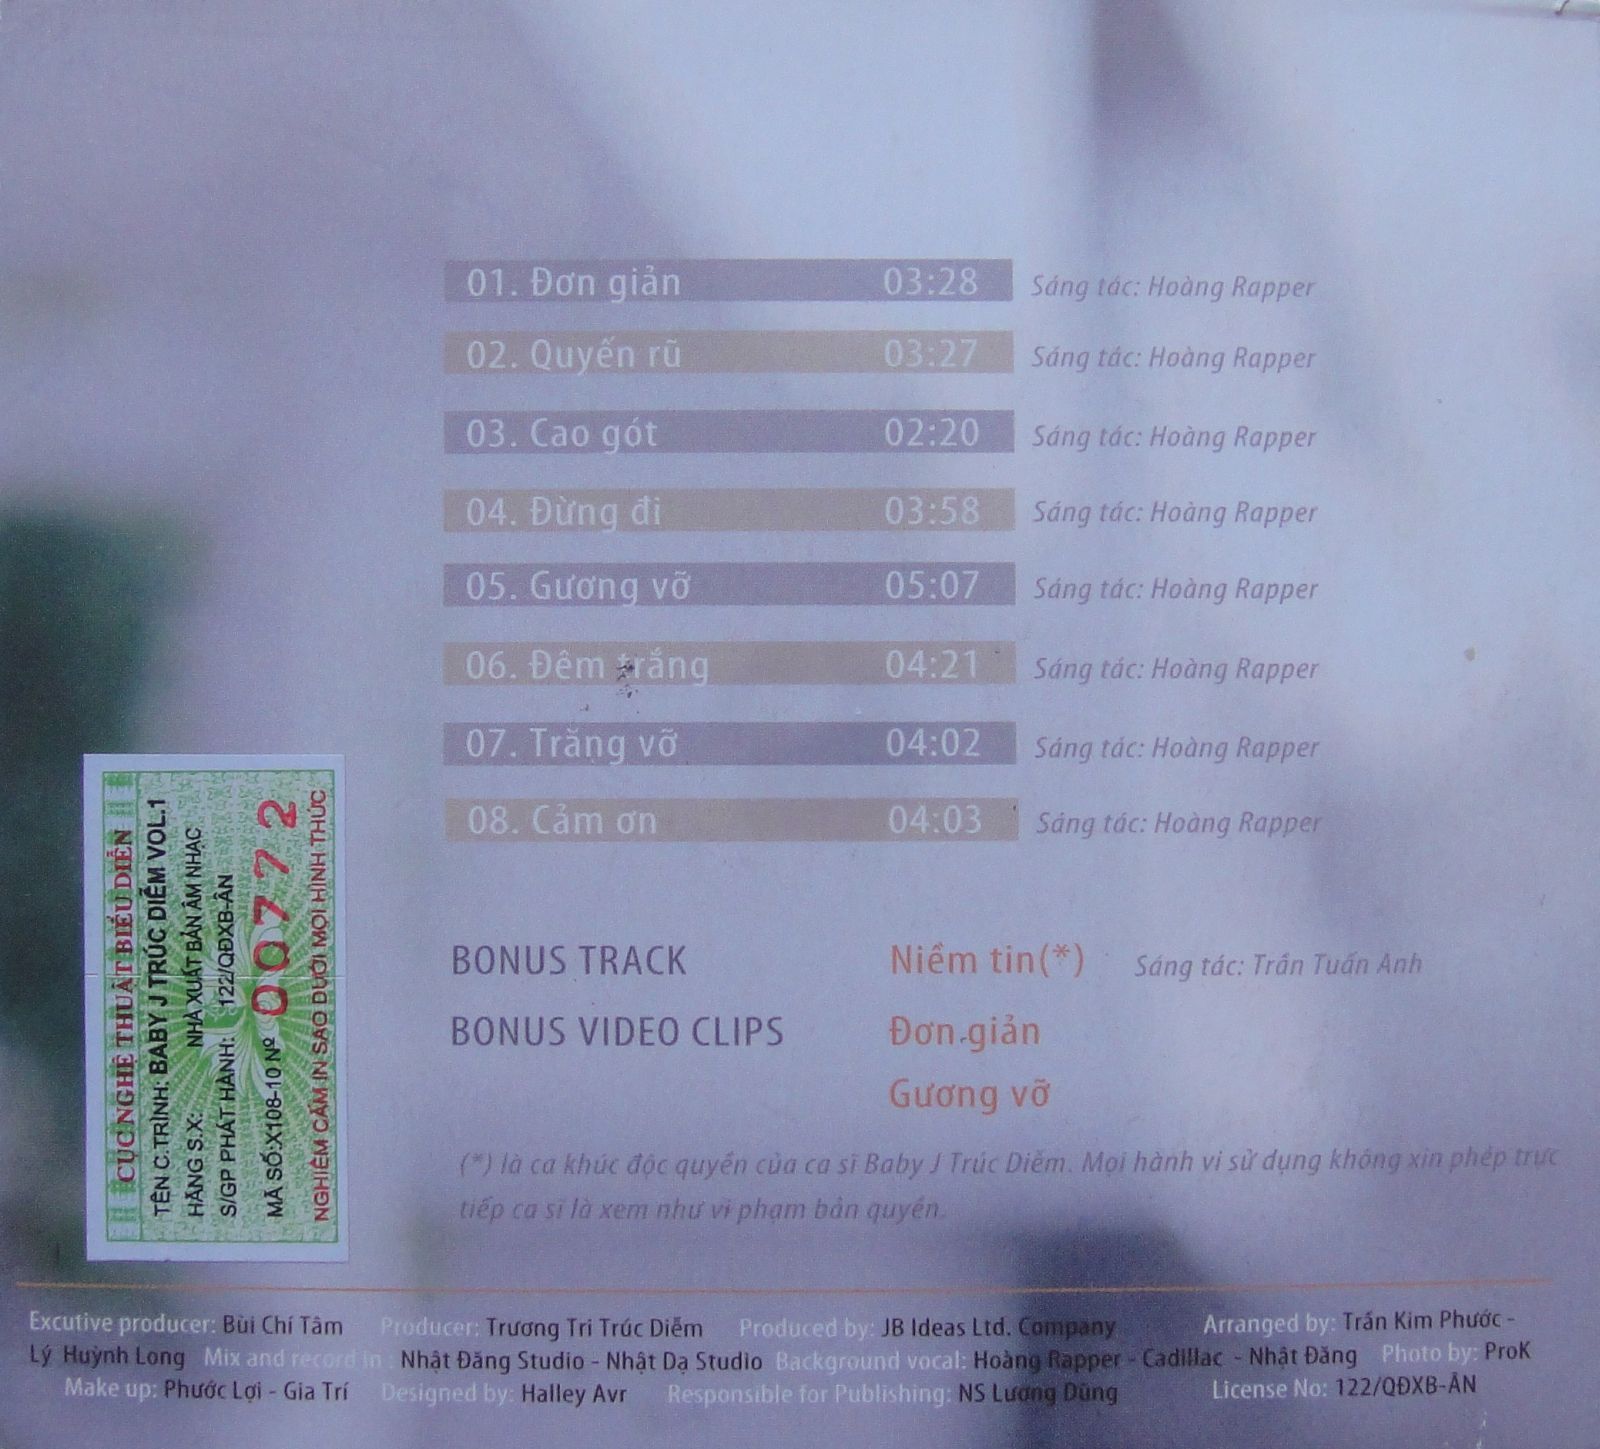 01. Đơn giản 03:28 Sáng tác: Hoàng Rapper
02. Quyến rũ 03:27 Sáng tác: Hoàng Rapper
03. Cao gót 02:20 Sáng tác: Hoàng Rapper
04. Đừng đi 03:58 Sáng tác: Hoàng Rapper
05. Gương vỡ 05:07 Sáng tác: Hoàng Rapper
06. Đêm trắng 04:21 Sáng tác: Hoàng Rapper
07. Trăng vỡ 04:02 Sáng tác: Hoàng Rapper
08. Cảm ơn 04:03 Sáng tác: Hoàng Rapper
CỤC NGHỆ THUẬT BIỂU DIỄN
TÊN C.TRÌNH: BABY J TRÚC DIỄM VOL.1
HÃNG S.X: NHÀ XUẤT BẢN ÂM NHẠC
S/GP PHÁT HÀNH: 122/QĐXB-ÂN
MÃ SỐ:X108-10 Nº 00772
NGHIÊM CẤM IN SAO DƯỚI MỌI HÌNH THỨC
BONUS TRACK Niềm tin(*) Sáng tác: Trần Tuấn Anh
BONUS VIDEO CLIPS Đơn giản
Gương vỡ
(*) là ca khúc độc quyền của ca sĩ Baby J Trúc Diễm. Mọi hành vi sử dụng không xin phép trực
tiếp ca sĩ là xem như vi phạm bản quyền.
Excutive producer: Bùi Chí Tâm Producer: Trương Tri Trúc Diễm Produced by: JB Ideas Ltd. Company Arranged by: Trần Kim Phước -
Lý Huỳnh Long Mix and record in : Nhật Đăng Studio - Nhật Dạ Studio Background vocal: Hoàng Rapper - Cadillac - Nhật Đăng Photo by: ProK
Make up: Phước Lợi - Gia Trí Designed by: Halley Avr Responsible for Publishing: NS Lương Dũng License No: 122/QĐXB-ÂN